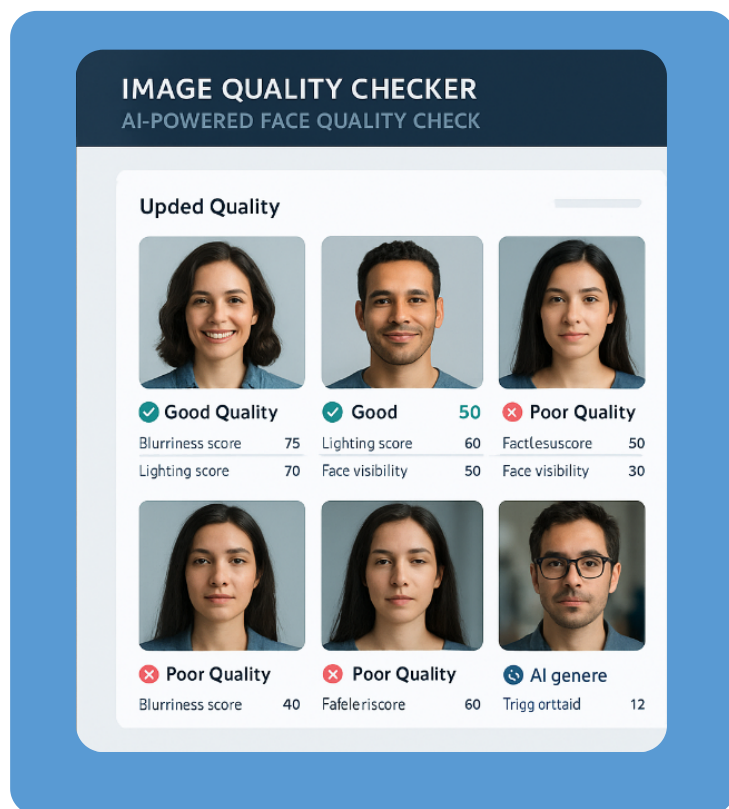 IMAGE QUALITY CHECKER
AI-POWERED FACE QUALITY CHECK
Upded Quality
Good Quality
Blurriness score 75
Lighting score 70
Good 50
Lighting score 60
Face visibility 50
Poor Quality
Factlesuscore 50
Face visibility 30
Poor Quality
Blurriness score 40
Poor Quality
Fafeleriscore 60
AI genere
Trigg orttaid 12